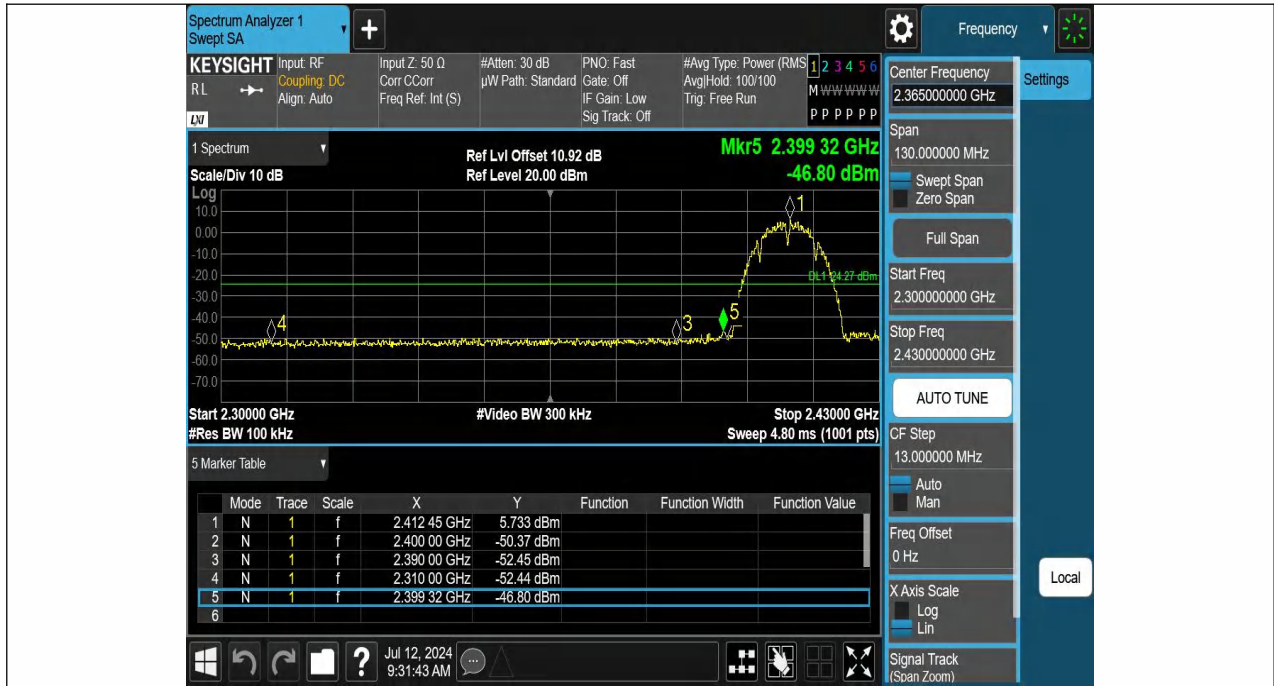 Spectrum Analyzer 1
Swept SA
+
Frequency
KEYSIGHT
RL
LXI
Input: RF
Coupling: DC
Align: Auto
Input Z: 50 Ω
Corr CCorr
Freq Ref: Int (S)
#Atten: 30 dB
µW Path: Standard
PNO: Fast
Gate: Off
IF Gain: Low
Sig Track: Off
#Avg Type: Power (RMS
Avg|Hold: 100/100
Trig: Free Run
1 2 3 4 5 6
M W W W W W
P P P P P P
1 Spectrum
Scale/Div 10 dB
Ref Lvl Offset 10.92 dB
Ref Level 20.00 dBm
Mkr5 2.399 32 GHz
-46.80 dBm
Log
10.0
0.00
-10.0
-20.0
-30.0
-40.0
-50.0
-60.0
-70.0
1
DL1 -24.27 dBm
4
3
5
Start 2.30000 GHz
#Video BW 300 kHz
Stop 2.43000 GHz
#Res BW 100 kHz
Sweep 4.80 ms (1001 pts)
5 Marker Table
Mode Trace Scale X Y Function Function Width Function Value
1 N 1 f 2.412 45 GHz 5.733 dBm
2 N 1 f 2.400 00 GHz -50.37 dBm
3 N 1 f 2.390 00 GHz -52.45 dBm
4 N 1 f 2.310 00 GHz -52.44 dBm
5 N 1 f 2.399 32 GHz -46.80 dBm
6
Jul 12, 2024
9:31:43 AM
Center Frequency
2.365000000 GHz
Settings
Span
130.000000 MHz
Swept Span
Zero Span
Full Span
Start Freq
2.300000000 GHz
Stop Freq
2.430000000 GHz
AUTO TUNE
CF Step
13.000000 MHz
Auto
Man
Freq Offset
0 Hz
X Axis Scale
Log
Lin
Local
Signal Track
(Span Zoom)